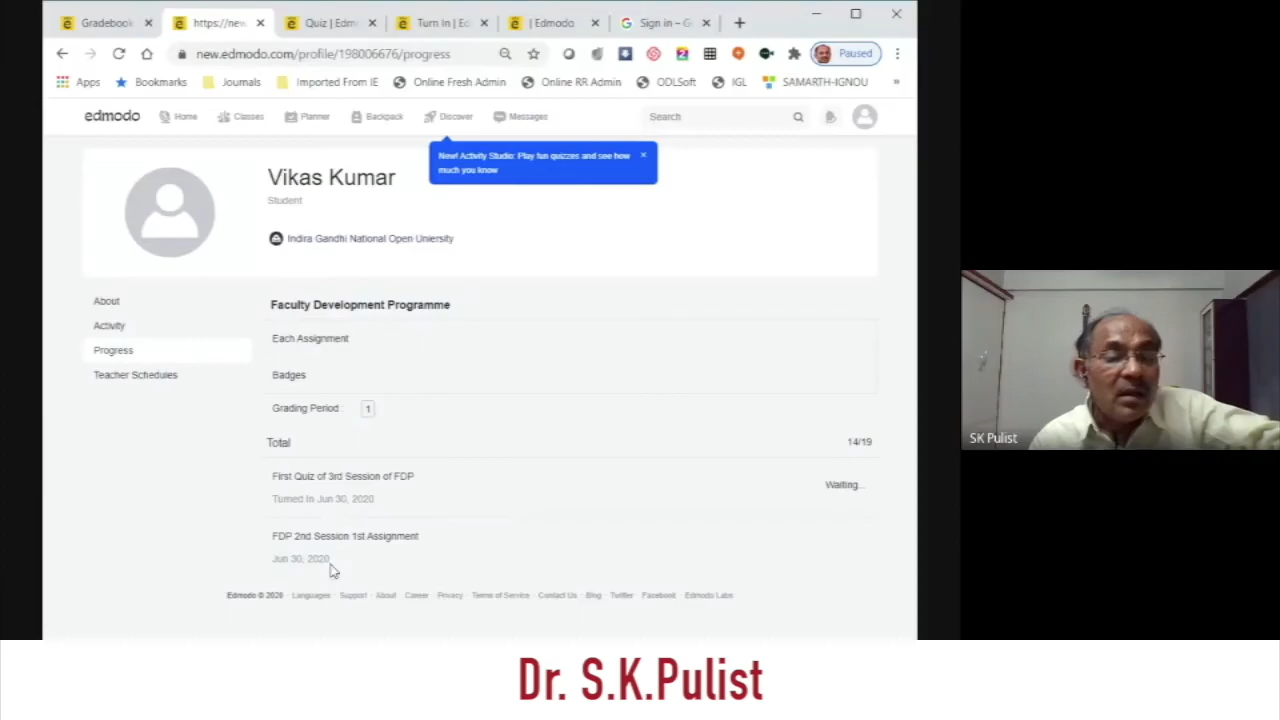 Gradeboo
https://nev
Quiz | Edm
Turn In | Ed
| Edmodo
Sign in – G
new.edmodo.com/profile/198006676/progress
Paused
Apps
Bookmarks
Journals
Imported From IE
Online Fresh Admin
Online RR Admin
ODLSoft
IGL
SAMARTH-IGNOU
»
edmodo
Home
Classes
Planner
Backpack
Discover
Messages
Search
New! Activity Studio: Play fun quizzes and see how
much you know
Vikas Kumar
Student
Indira Gandhi National Open Uniersity
About
Activity
Progress
Teacher Schedules
Faculty Development Programme
Each Assignment
Badges
Grading Period : 1
Total 14/19
First Quiz of 3rd Session of FDP
Turned In Jun 30, 2020
Waiting...
FDP 2nd Session 1st Assignment
Jun 30, 2020
Edmodo © 2020 · Languages · Support · About · Career · Privacy · Terms of Service · Contact Us · Blog · Twitter · Facebook · Edmodo Labs
SK Pulist
Dr. S.K.Pulist